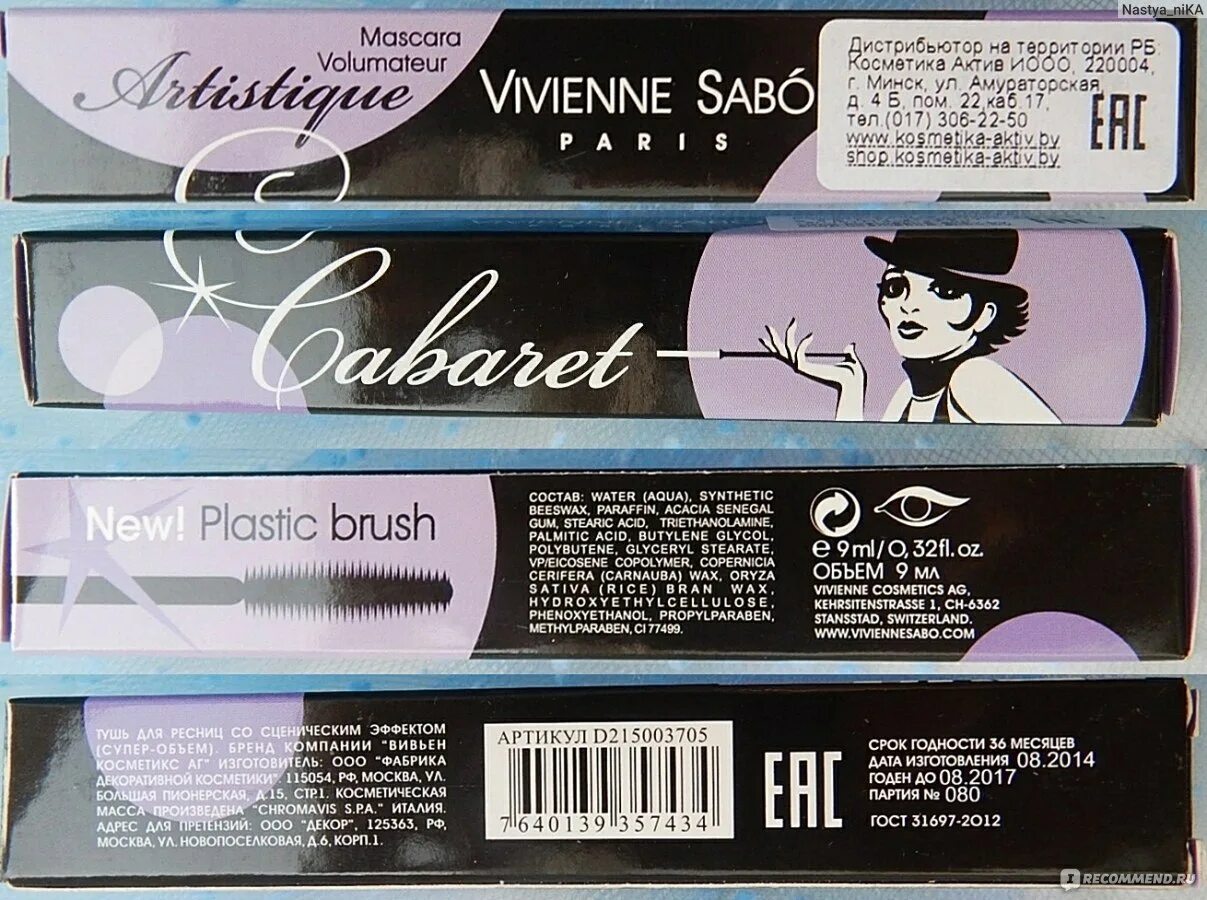 Nastya_niKA
Mascara
Volumateur
Artistique
VIVIENNE SABÓ
PARIS
Дистрибьютор на территории РБ:
Косметика Актив ИООО, 220004,
г. Минск, ул. Амураторская,
д. 4 Б, пом. 22,каб.17,
тел.(017) 306-22-50
www.kosmetika-aktiv.by
shop.kosmetika-aktiv.by
EAC
Cabaret
New! Plastic brush
СОСТАВ: WATER (AQUA), SYNTHETIC
BEESWAX, PARAFFIN, ACACIA SENEGAL
GUM, STEARIC ACID, TRIETHANOLAMINE,
PALMITIC ACID, BUTYLENE GLYCOL,
POLYBUTENE, GLYCERYL STEARATE,
VP/EICOSENE COPOLYMER, COPERNICIA
CERIFERA (CARNAUBA) WAX, ORYZA
SATIVA (RICE) BRAN WAX,
HYDROXYETHYLCELLULOSE,
PHENOXYETHANOL, PROPYLPARABEN,
METHYLPARABEN, CI 77499.
e 9ml/0,32fl.oz.
ОБЪЕМ 9 МЛ
VIVIENNE COSMETICS AG,
KEHRSITENSTRASSE 1, CH-6362
STANSSTAD, SWITZERLAND.
WWW.VIVIENNESABO.COM
ТУШЬ ДЛЯ РЕСНИЦ СО СЦЕНИЧЕСКИМ ЭФФЕКТОМ
(СУПЕР-ОБЪЕМ). БРЕНД КОМПАНИИ "ВИВЬЕН
КОСМЕТИКС АГ" ИЗГОТОВИТЕЛЬ: ООО "ФАБРИКА
ДЕКОРАТИВНОЙ КОСМЕТИКИ", 115054, РФ, МОСКВА, УЛ.
БОЛЬШАЯ ПИОНЕРСКАЯ, Д.15, СТР.1. КОСМЕТИЧЕСКАЯ
МАССА ПРОИЗВЕДЕНА "CHROMAVIS S.P.A." ИТАЛИЯ.
АДРЕС ДЛЯ ПРЕТЕНЗИЙ: ООО "ДЕКОР", 125363, РФ,
МОСКВА, УЛ. НОВОПОСЕЛКОВАЯ, Д.6, КОРП.1.
АРТИКУЛ D215003705
7 640139 357434
EAC
СРОК ГОДНОСТИ 36 МЕСЯЦЕВ
ДАТА ИЗГОТОВЛЕНИЯ 08.2014
ГОДЕН ДО 08.2017
ПАРТИЯ № 080
ГОСТ 31697-2012
IRECOMMEND.RU